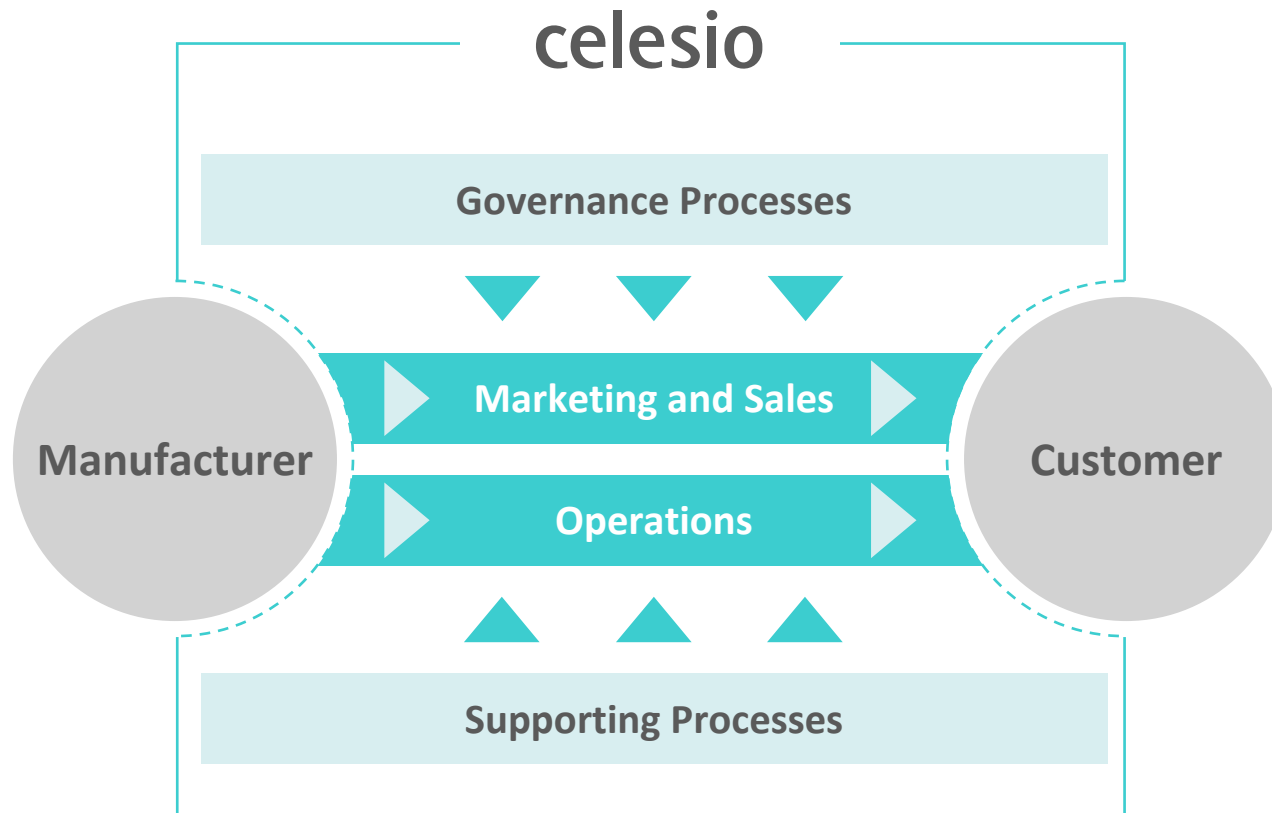 celesio
Governance Processes
Marketing and Sales
Manufacturer
Customer
Operations
Supporting Processes